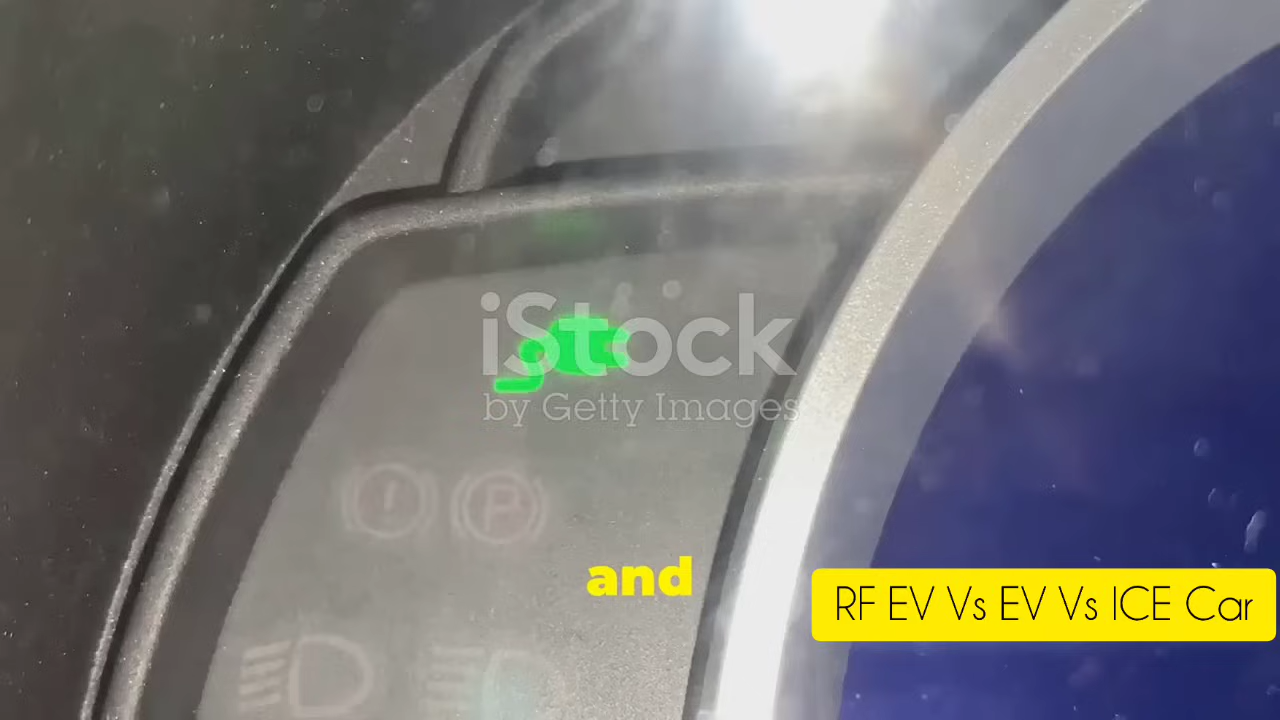 iStock
by Getty Images
P
and
RF EV Vs EV Vs ICE Car